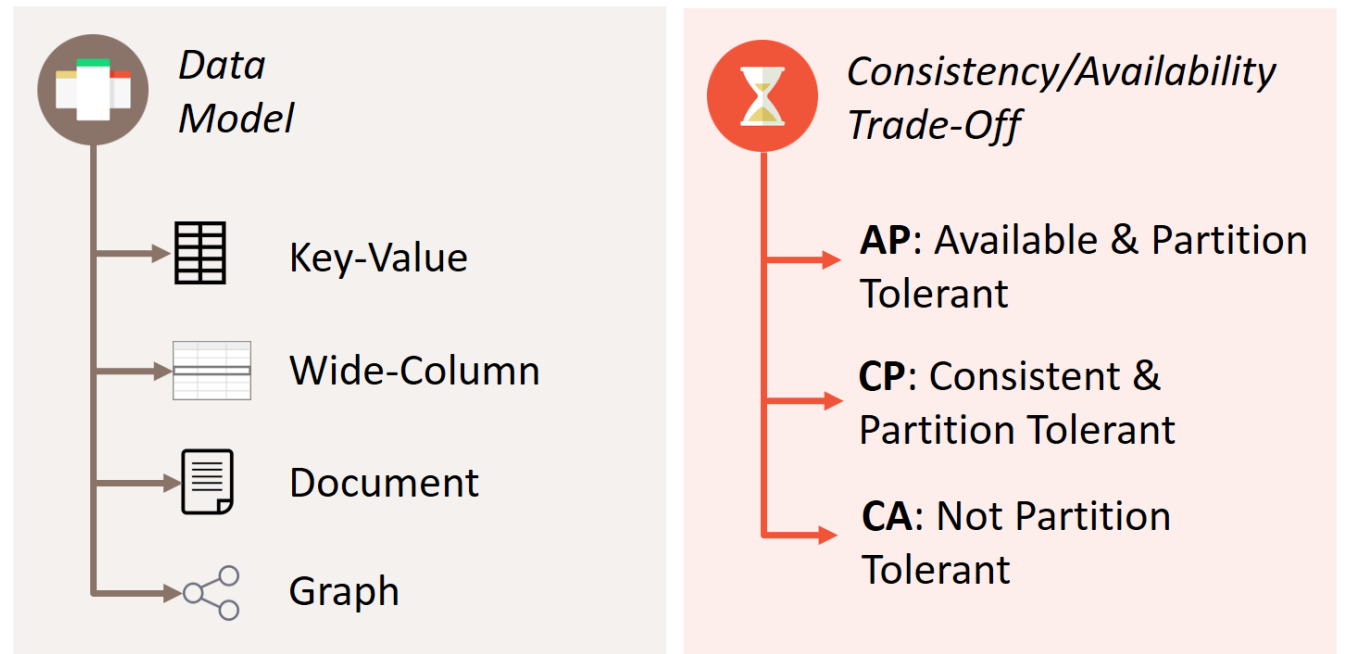 Data
Model
Key-Value
Wide-Column
Document
Graph
Consistency/Availability
Trade-Off
AP: Available & Partition
Tolerant
CP: Consistent &
Partition Tolerant
CA: Not Partition
Tolerant